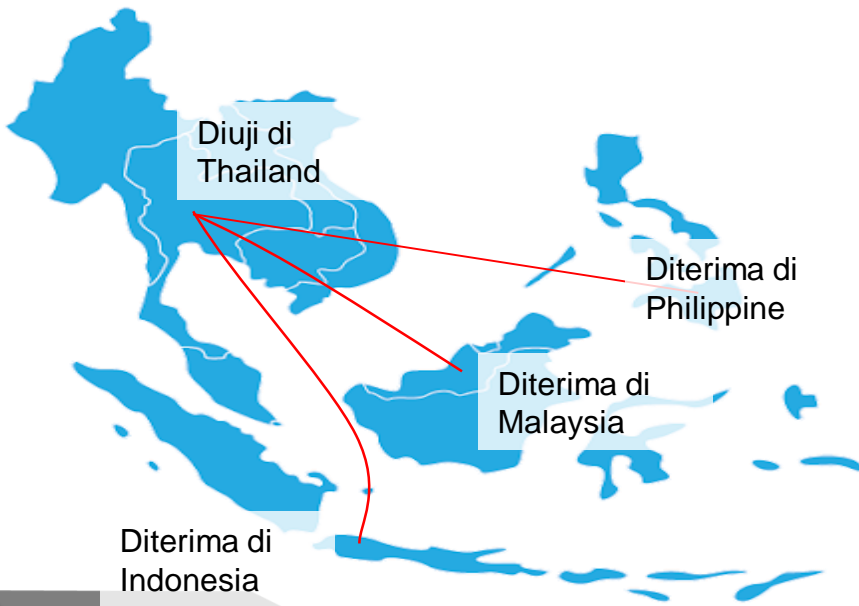 Diuji di
Thailand
Diterima di
Philippine
Diterima di
Malaysia
Diterima di
Indonesia